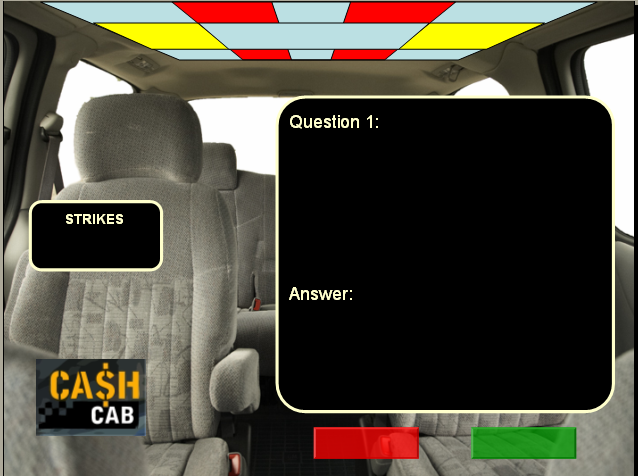 Question 1:
STRIKES
Answer:
CA$H
CAB